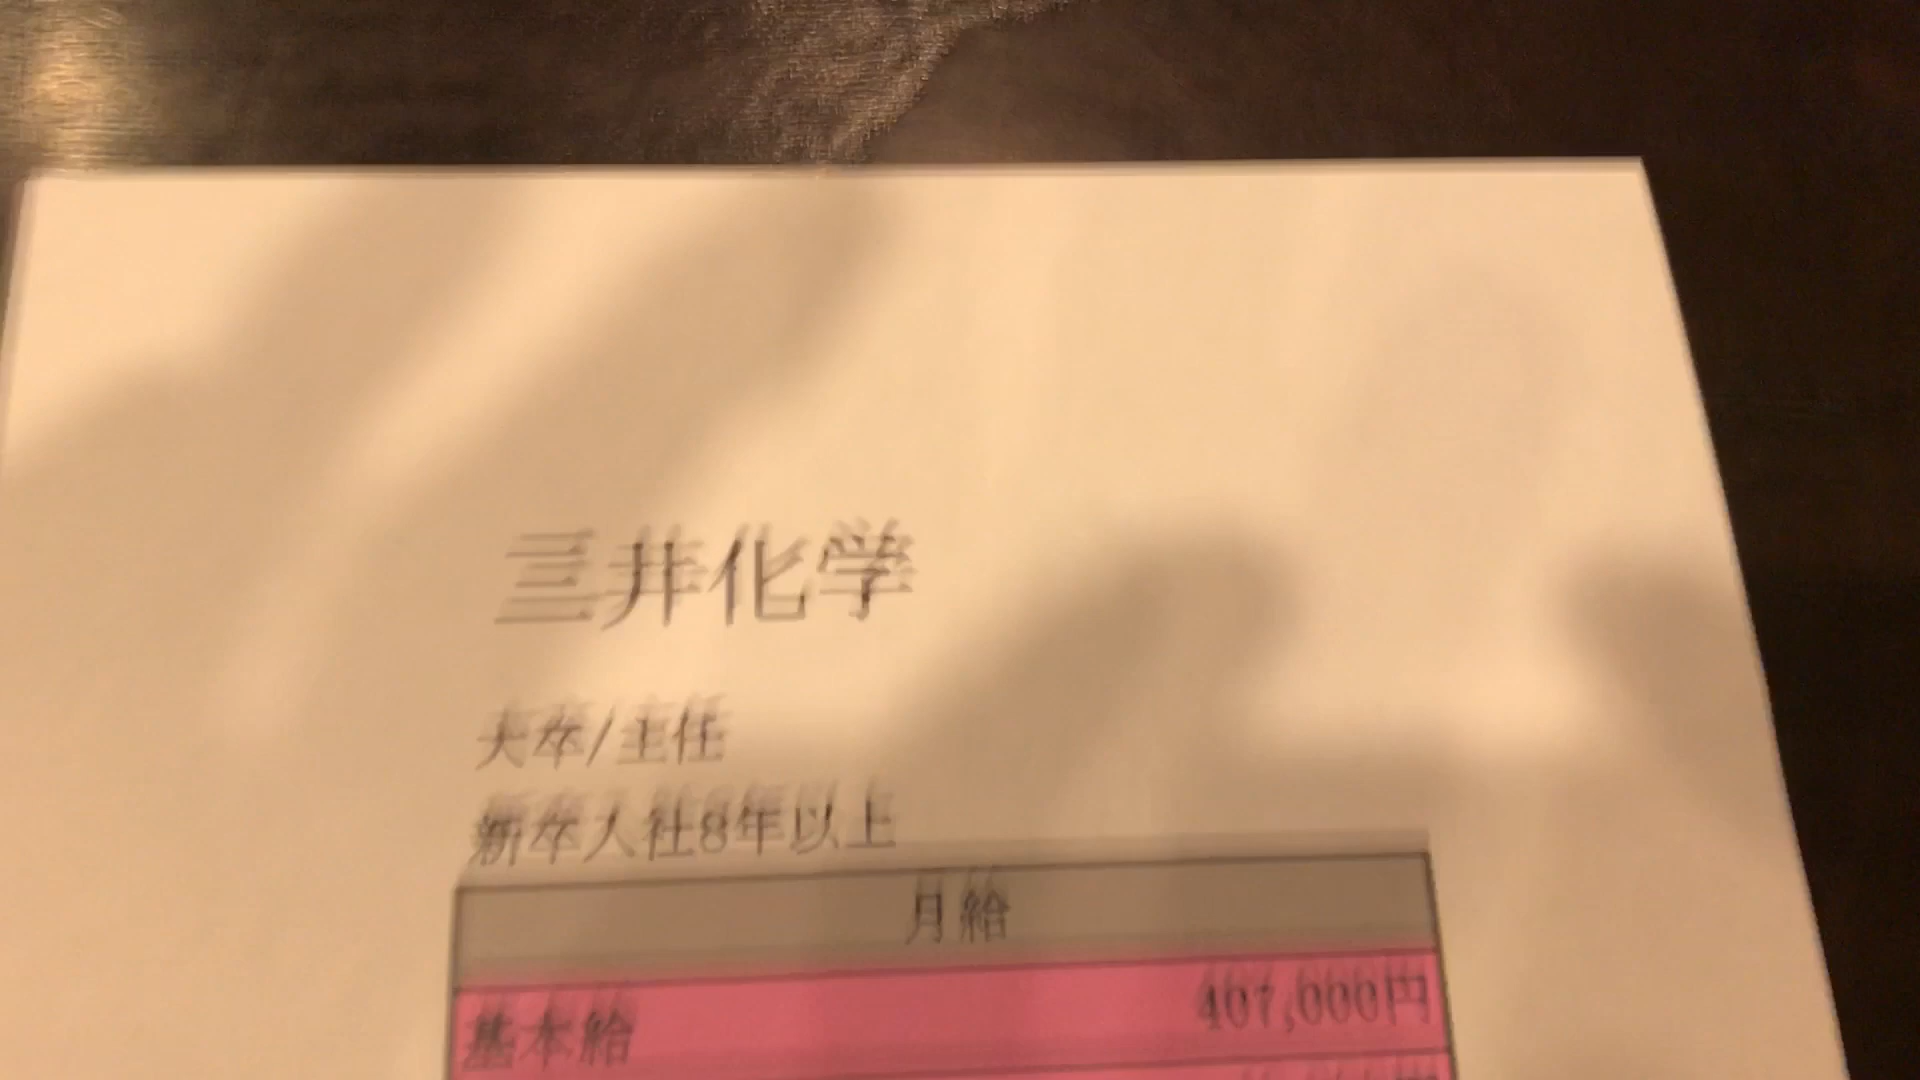 三井化学
大卒/主任
新卒入社8年以上
月給
基本給 407,000円